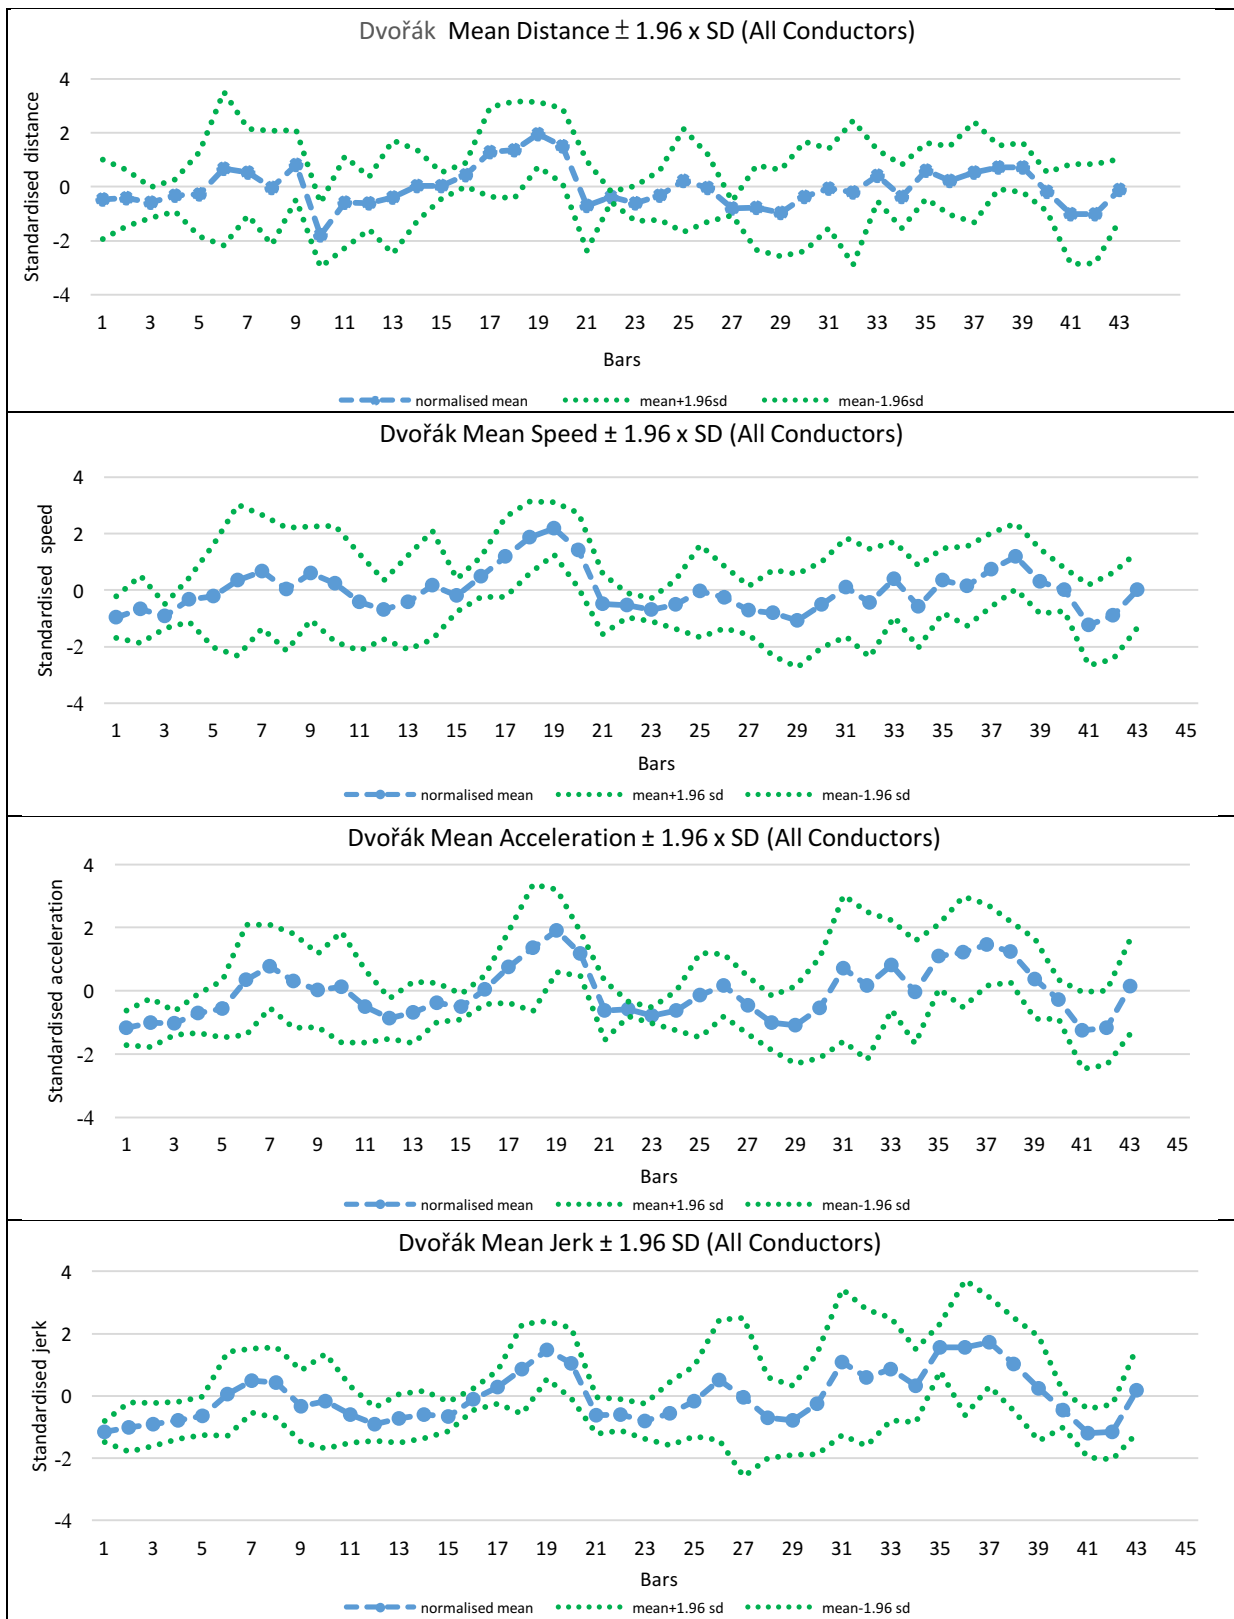 Dvořák Mean Distance ± 1.96 x SD (All Conductors)
Standardised distance
4
2
0
-2
-4
1 3 5 7 9 11 13 15 17 19 21 23 25 27 29 31 33 35 37 39 41 43
Bars
normalised mean mean+1.96sd mean-1.96sd
Dvořák Mean Speed ± 1.96 x SD (All Conductors)
Standardised speed
4
2
0
-2
-4
1 3 5 7 9 11 13 15 17 19 21 23 25 27 29 31 33 35 37 39 41 43 45
Bars
normalised mean mean+1.96 sd mean-1.96 sd
Dvořák Mean Acceleration ± 1.96 x SD (All Conductors)
Standardised acceleration
4
2
0
-2
-4
1 3 5 7 9 11 13 15 17 19 21 23 25 27 29 31 33 35 37 39 41 43 45
Bars
normalised mean mean+1.96 sd mean-1.96 sd
Dvořák Mean Jerk ± 1.96 SD (All Conductors)
Standardised jerk
4
2
0
-2
-4
1 3 5 7 9 11 13 15 17 19 21 23 25 27 29 31 33 35 37 39 41 43 45
Bars
normalised mean mean+1.96 sd mean-1.96 sd